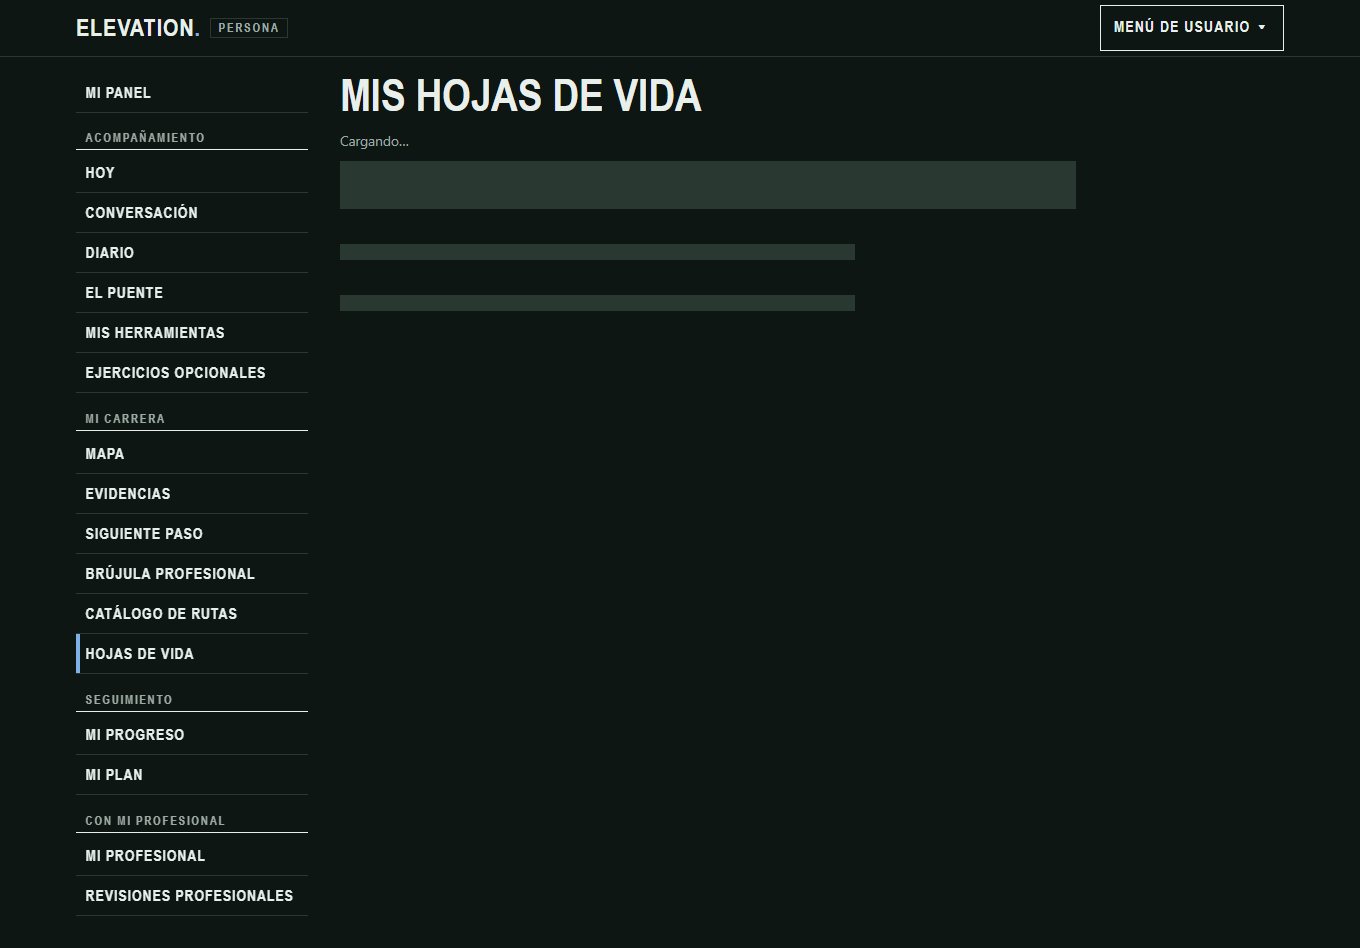 ELEVATION. PERSONA
MENÚ DE USUARIO
MI PANEL
ACOMPAÑAMIENTO
HOY
CONVERSACIÓN
DIARIO
EL PUENTE
MIS HERRAMIENTAS
EJERCICIOS OPCIONALES
MI CARRERA
MAPA
EVIDENCIAS
SIGUIENTE PASO
BRÚJULA PROFESIONAL
CATÁLOGO DE RUTAS
HOJAS DE VIDA
SEGUIMIENTO
MI PROGRESO
MI PLAN
CON MI PROFESIONAL
MI PROFESIONAL
REVISIONES PROFESIONALES
MIS HOJAS DE VIDA
Cargando...